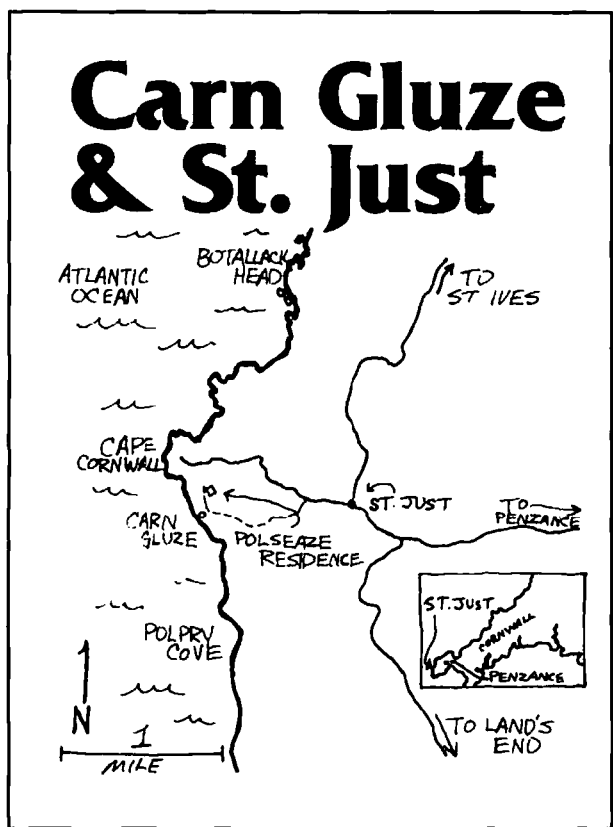 Carn Gluze
& St. Just
BOTALLACK
HEAD
ATLANTIC
OCEAN
TO
ST IVES
CAPE
CORNWALL
ST. JUST
TO
PENZANCE
CARN
GLUZE
POLSEAZE
RESIDENCE
ST. JUST
CORNWALL
PENZANCE
POLPRY
COVE
N
1
MILE
TO LAND'S
END